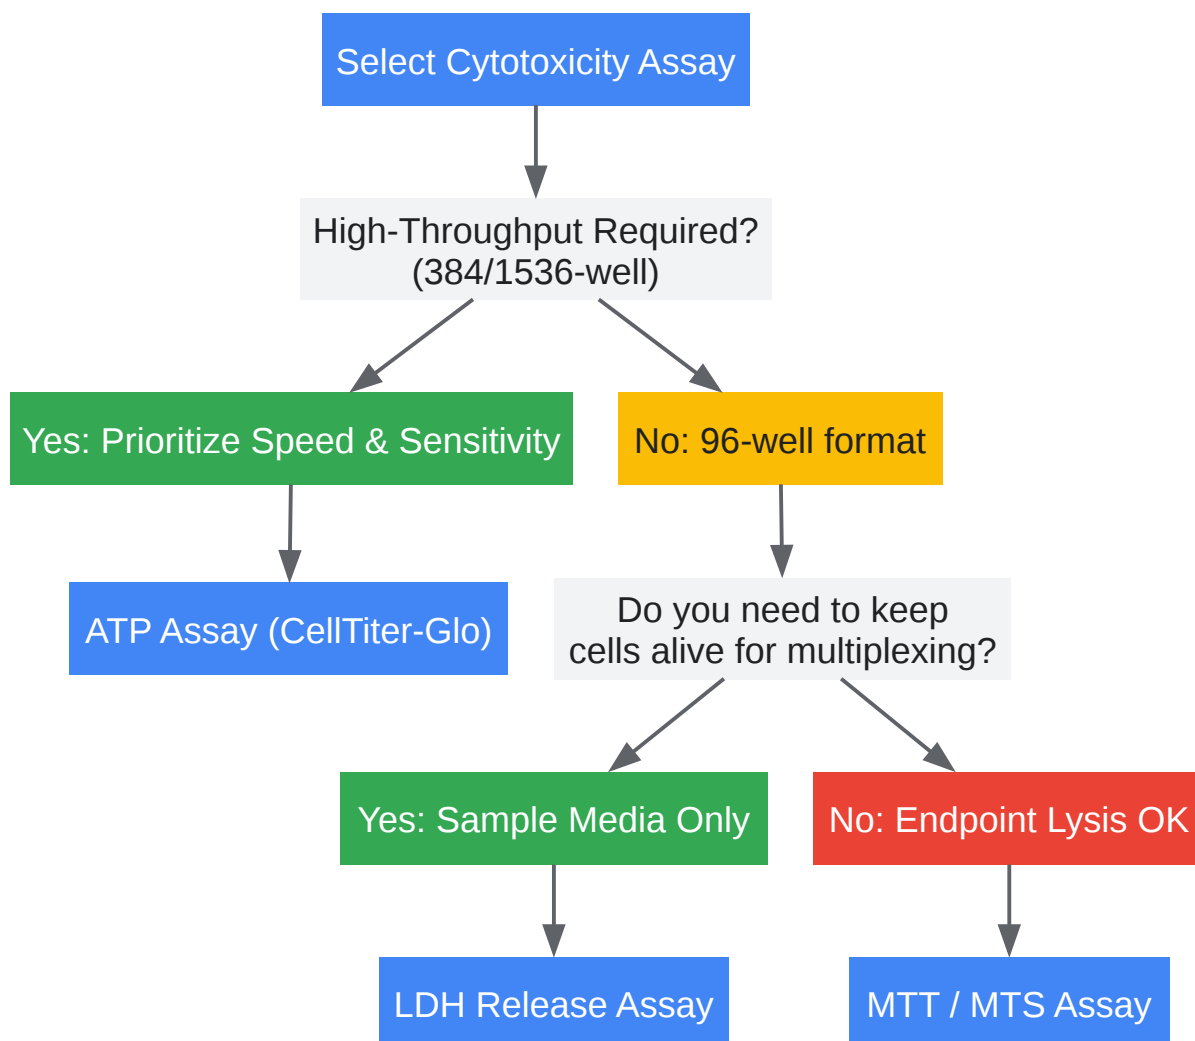 Select Cytotoxicity Assay
High-Throughput Required?
(384/1536-well)
Yes: Prioritize Speed & Sensitivity
No: 96-well format
ATP Assay (CellTiter-Glo)
Do you need to keep
cells alive for multiplexing?
Yes: Sample Media Only
No: Endpoint Lysis OK
LDH Release Assay
MTT / MTS Assay